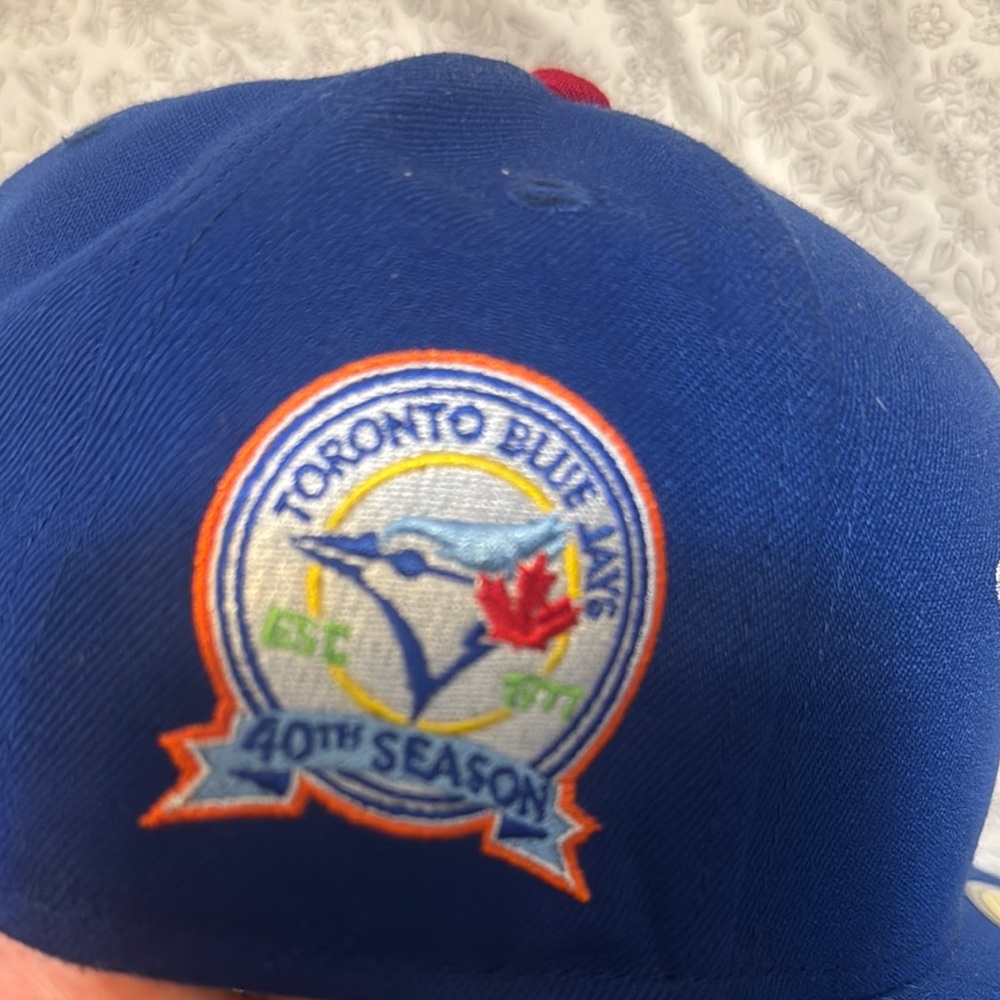 TORONTO BLUE JAYS
EST 1977
40TH SEASON